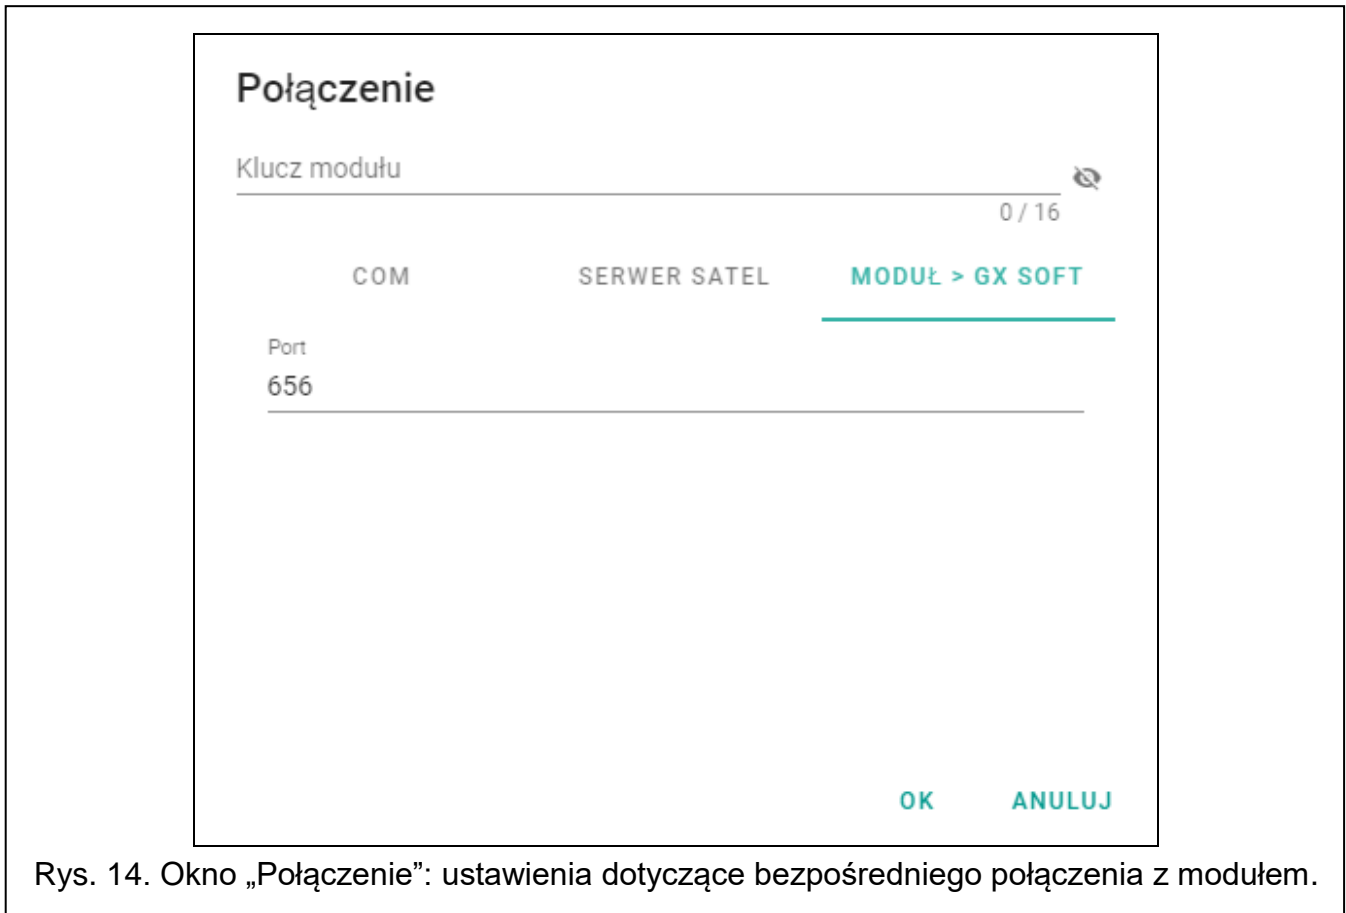 Połączenie
Klucz modułu
0 / 16
COM SERWER SATEL MODUŁ > GX SOFT
Port
656
OK ANULUJ
Rys. 14. Okno „Połączenie”: ustawienia dotyczące bezpośredniego połączenia z modułem.